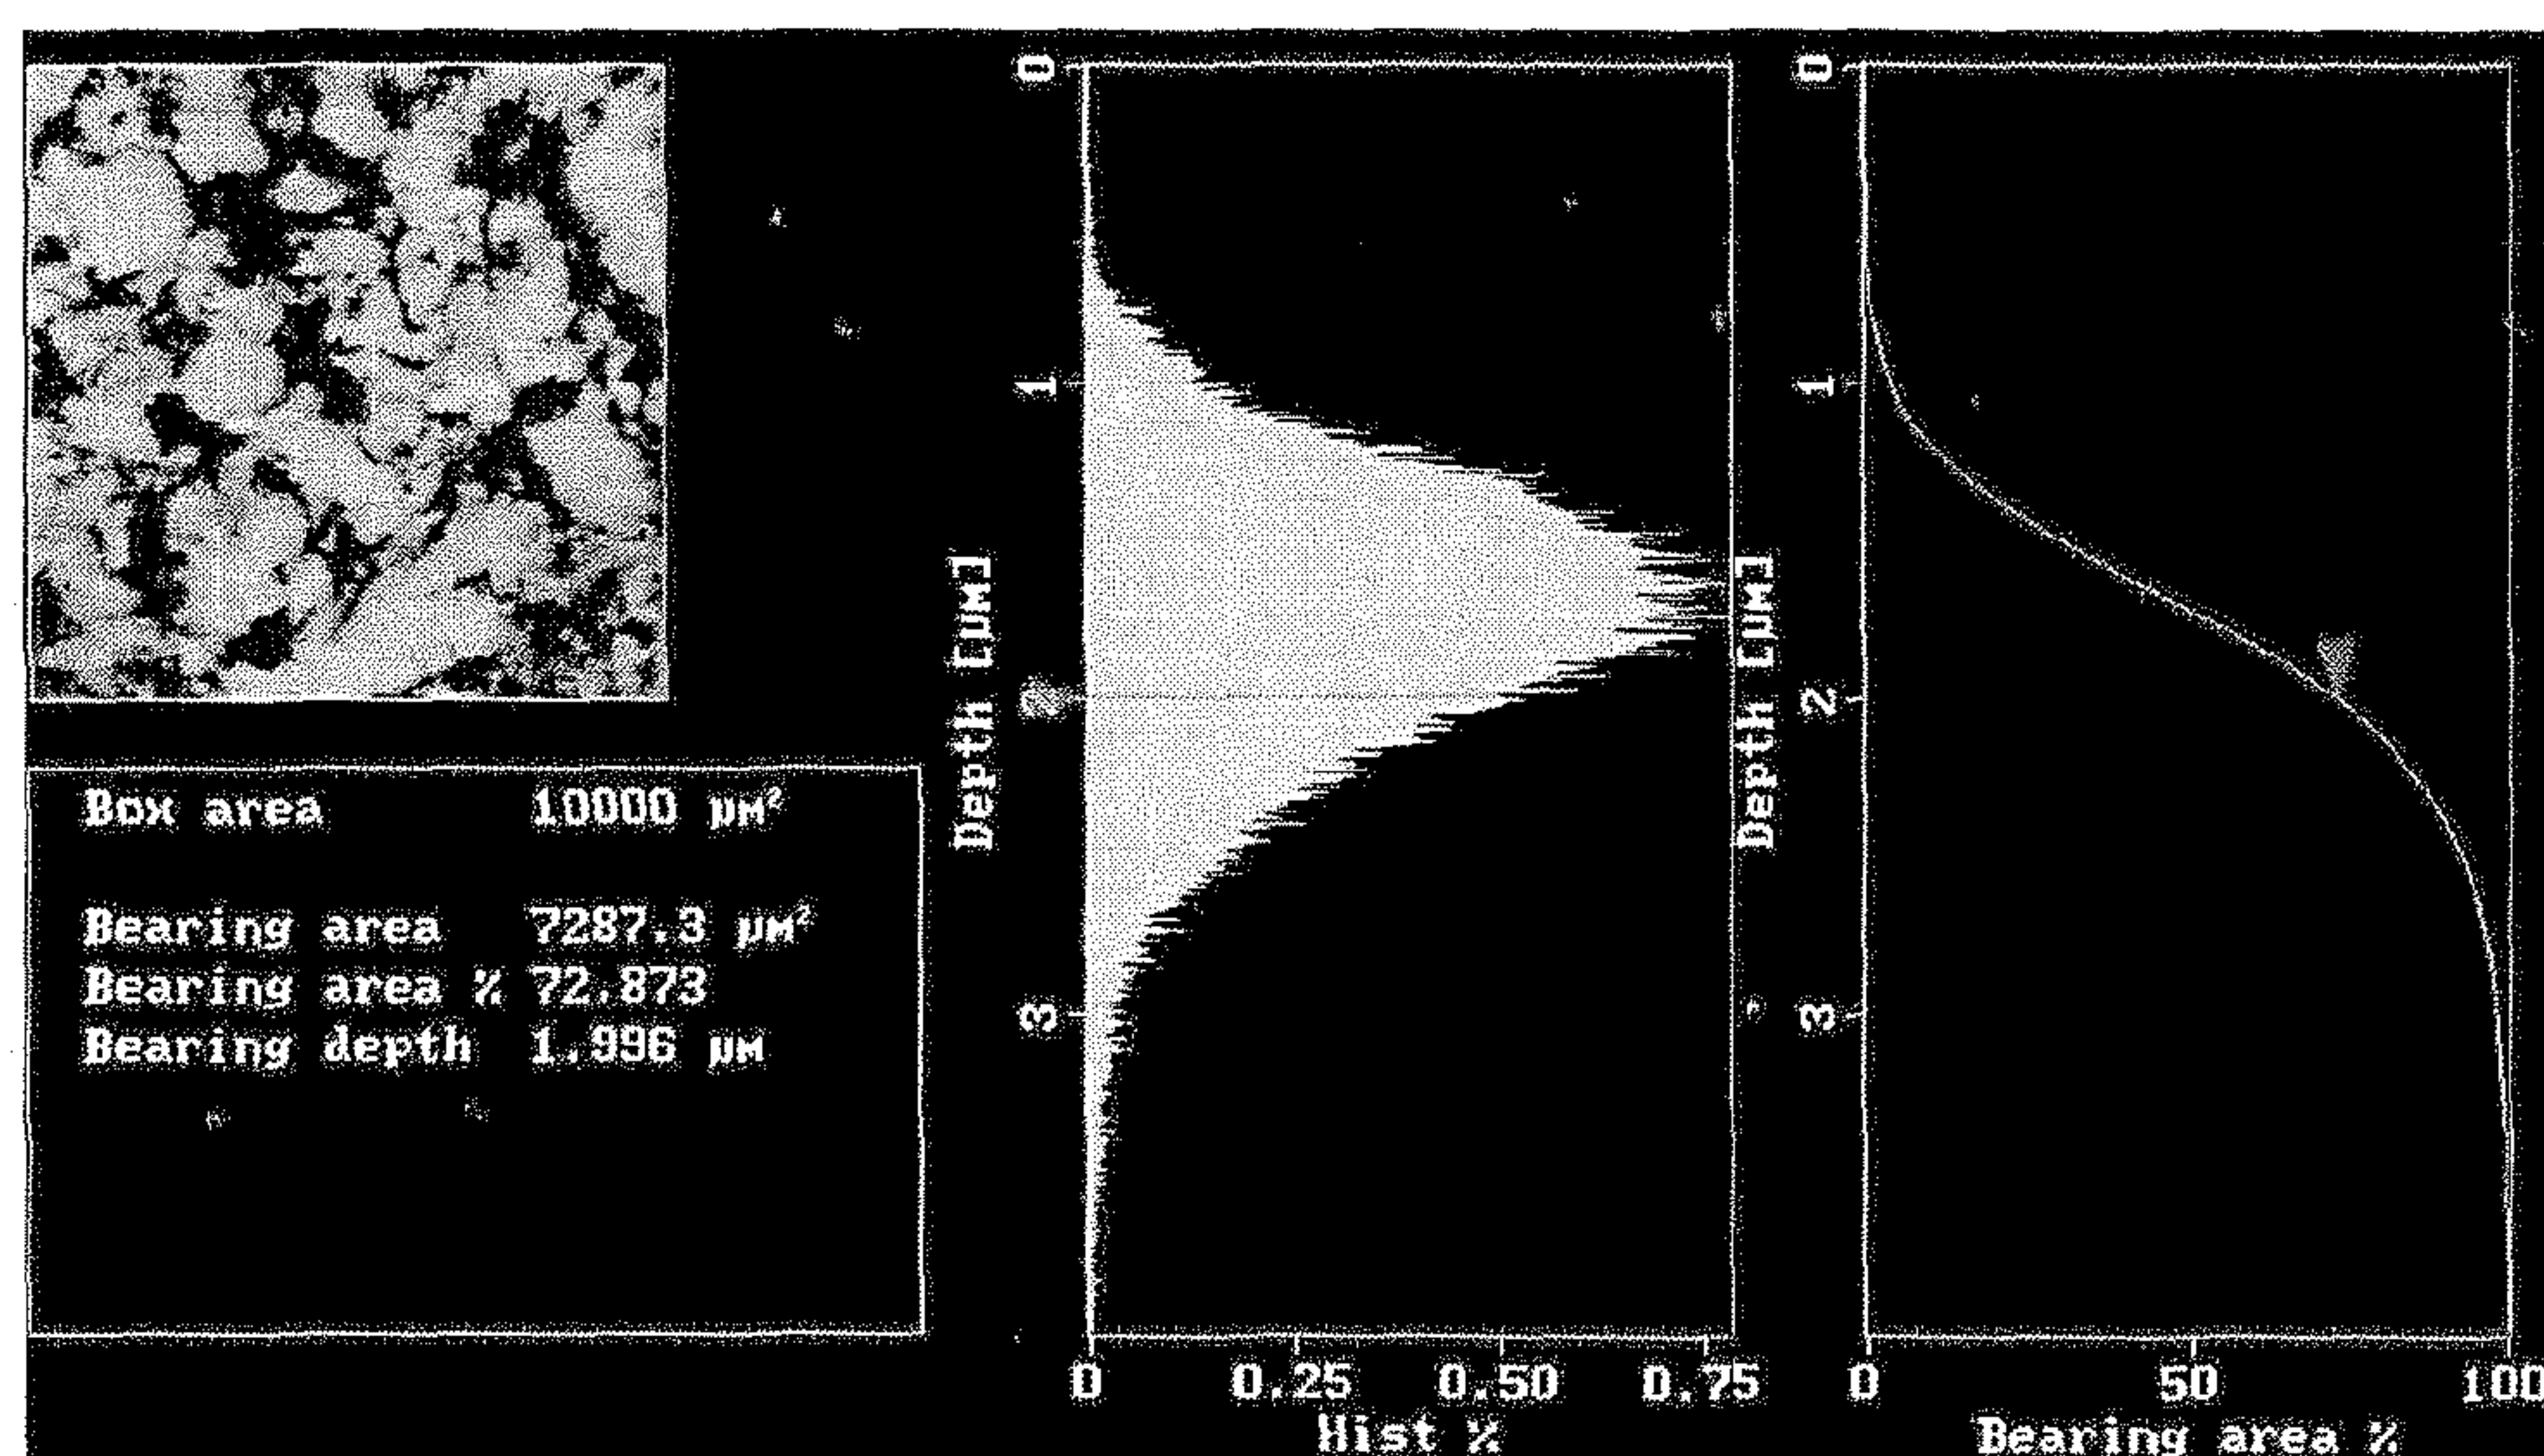 Box area 10000 µm²
Bearing area 7287.3 µm²
Bearing area % 72.873
Bearing depth 1.996 µm
Depth [µm]
0
1
2
3
0 0.25 0.50 0.75
Hist %
Depth [µm]
0
1
2
3
0 50 100
Bearing area %